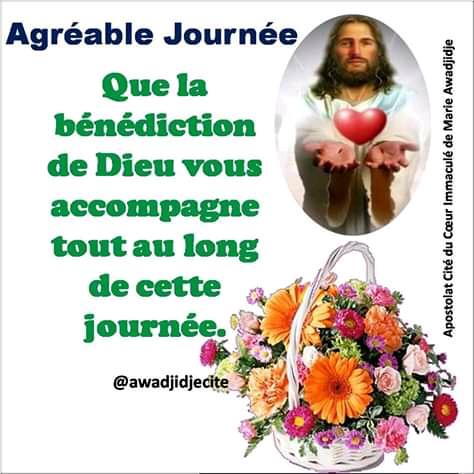 Agréable Journée
Que la
bénédiction
de Dieu vous
accompagne
tout au long
de cette
journée.
@awadjidjecite
Apostolat Cité du Cœur Immaculé de Marie Awadjidje